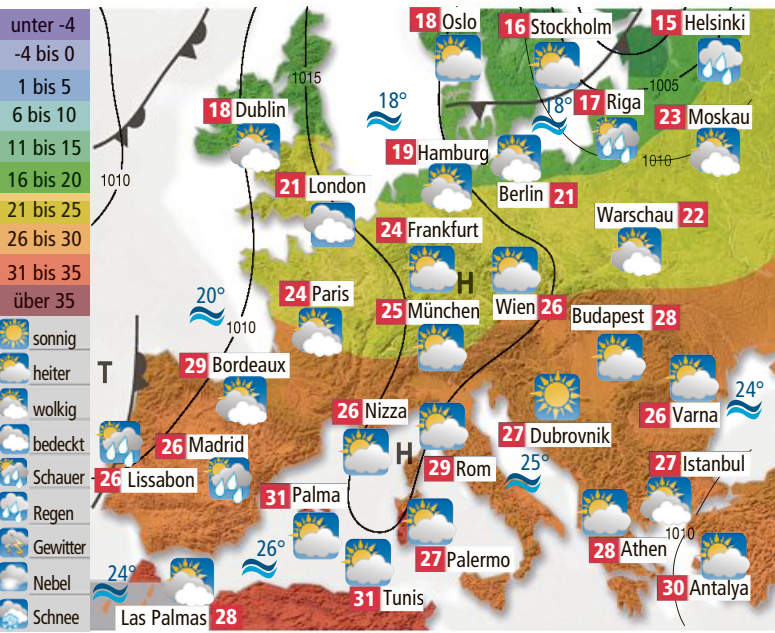 unter -4
-4 bis 0
1 bis 5
6 bis 10
11 bis 15
16 bis 20
21 bis 25
26 bis 30
31 bis 35
über 35
sonnig
heiter
wolkig
bedeckt
Schauer
Regen
Gewitter
Nebel
Schnee
18 Oslo
16 Stockholm
15 Helsinki
1015
1005
18 Dublin
18°
18°
17 Riga
23 Moskau
1010
1010
19 Hamburg
21 London
Berlin 21
Warschau 22
24 Frankfurt
H
20°
24 Paris
25 München
Wien 26
Budapest 28
1010
T
29 Bordeaux
24°
26 Nizza
26 Varna
26 Madrid
27 Dubrovnik
H
26 Lissabon
29 Rom
25°
27 Istanbul
31 Palma
1010
26°
27 Palermo
28 Athen
24°
30 Antalya
31 Tunis
Las Palmas 28